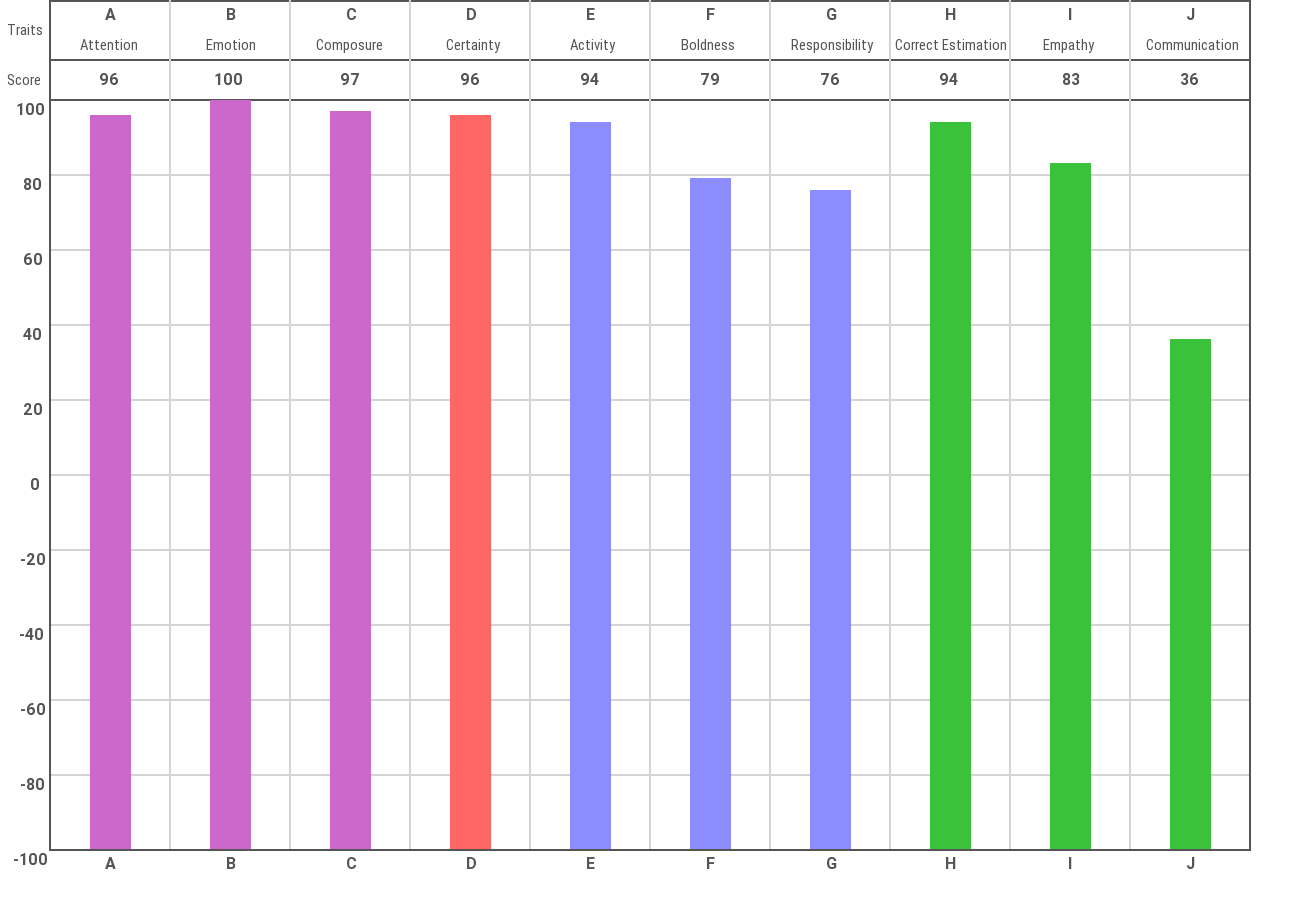 A B C D E F G H I J
Traits
Attention Emotion Composure Certainty Activity Boldness Responsibility Correct Estimation Empathy Communication
Score 96 100 97 96 94 79 76 94 83 36
100
80
60
40
20
0
-20
-40
-60
-80
-100
A B C D E F G H I J